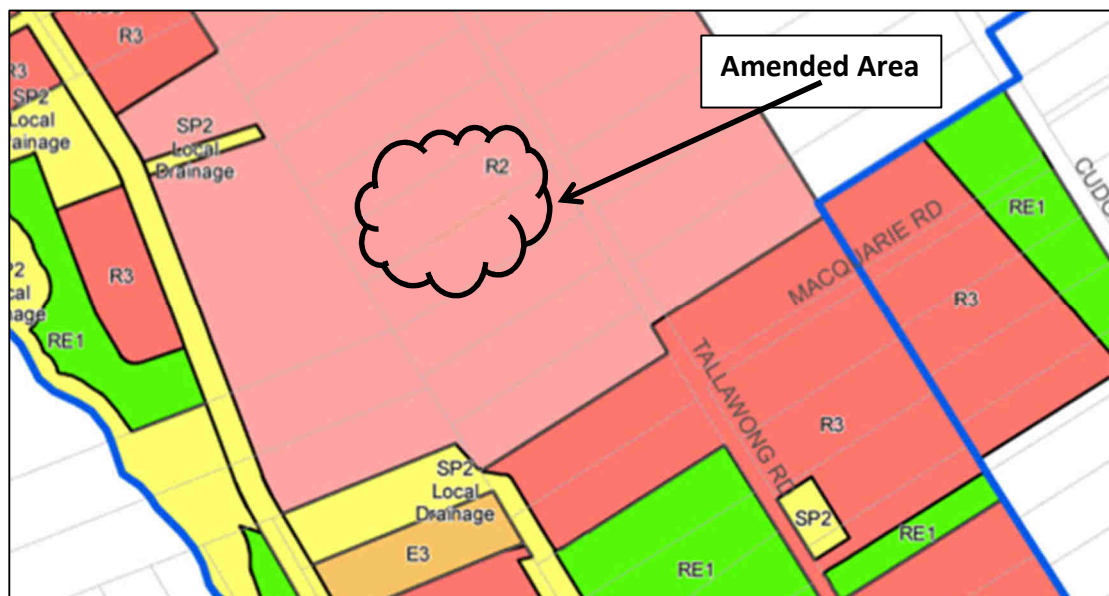 R3
Amended Area
R3
SP2
Local
Drainage
SP2
Local
Drainage
R2
CUDG
RE1
MACQUARIE RD
R3
R3
RE1
TALLAWONG RD
R3
SP2
Local
Drainage
SP2
RE1
E3
RE1